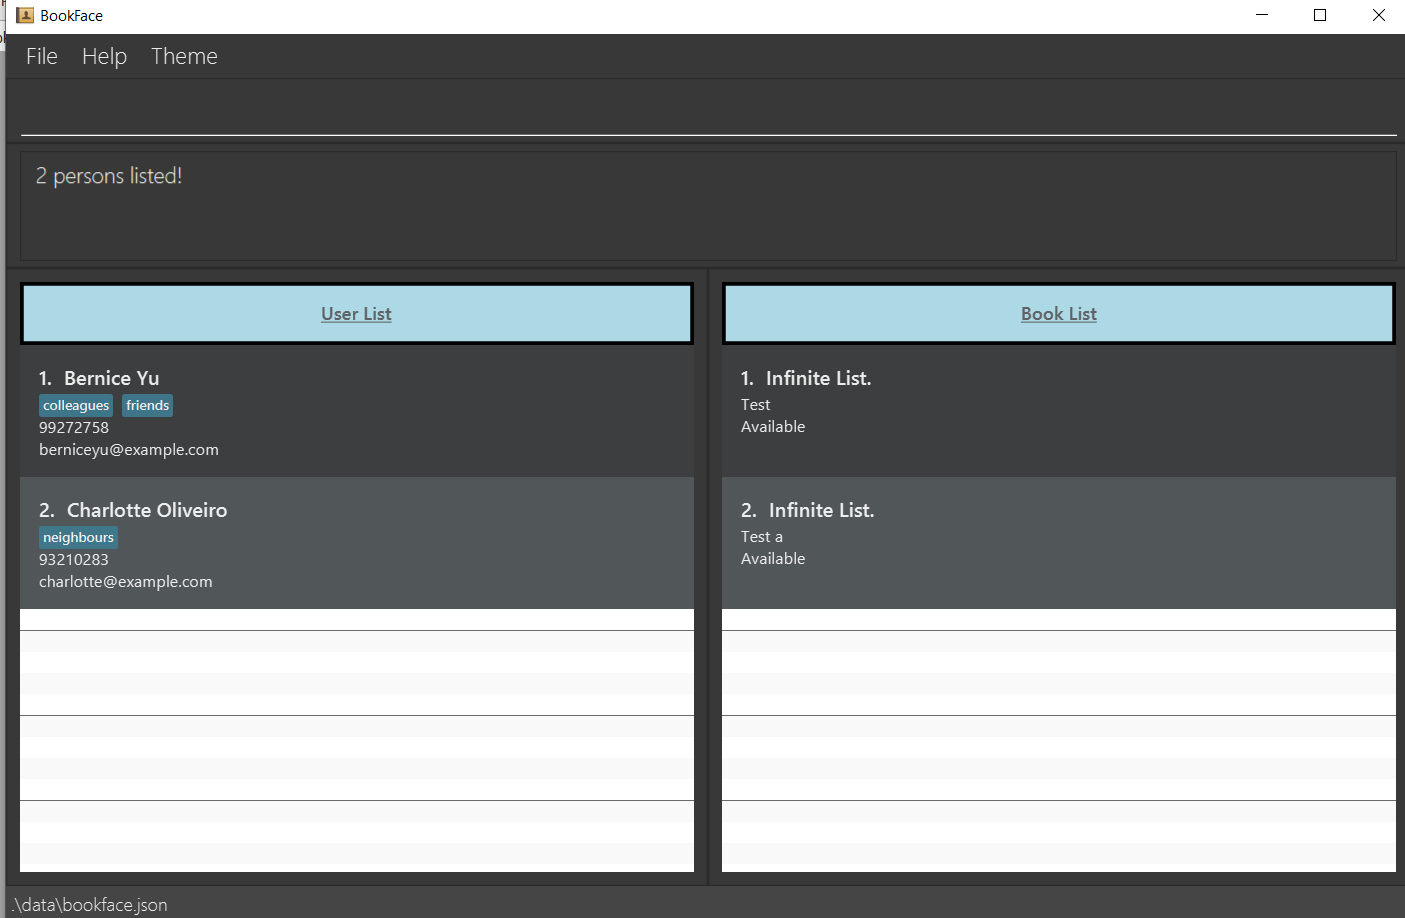 BookFace
File Help Theme
2 persons listed!
User List
1. Bernice Yu
colleagues friends
99272758
berniceyu@example.com
2. Charlotte Oliveiro
neighbours
93210283
charlotte@example.com
Book List
1. Infinite List.
Test
Available
2. Infinite List.
Test a
Available
.\data\bookface.json